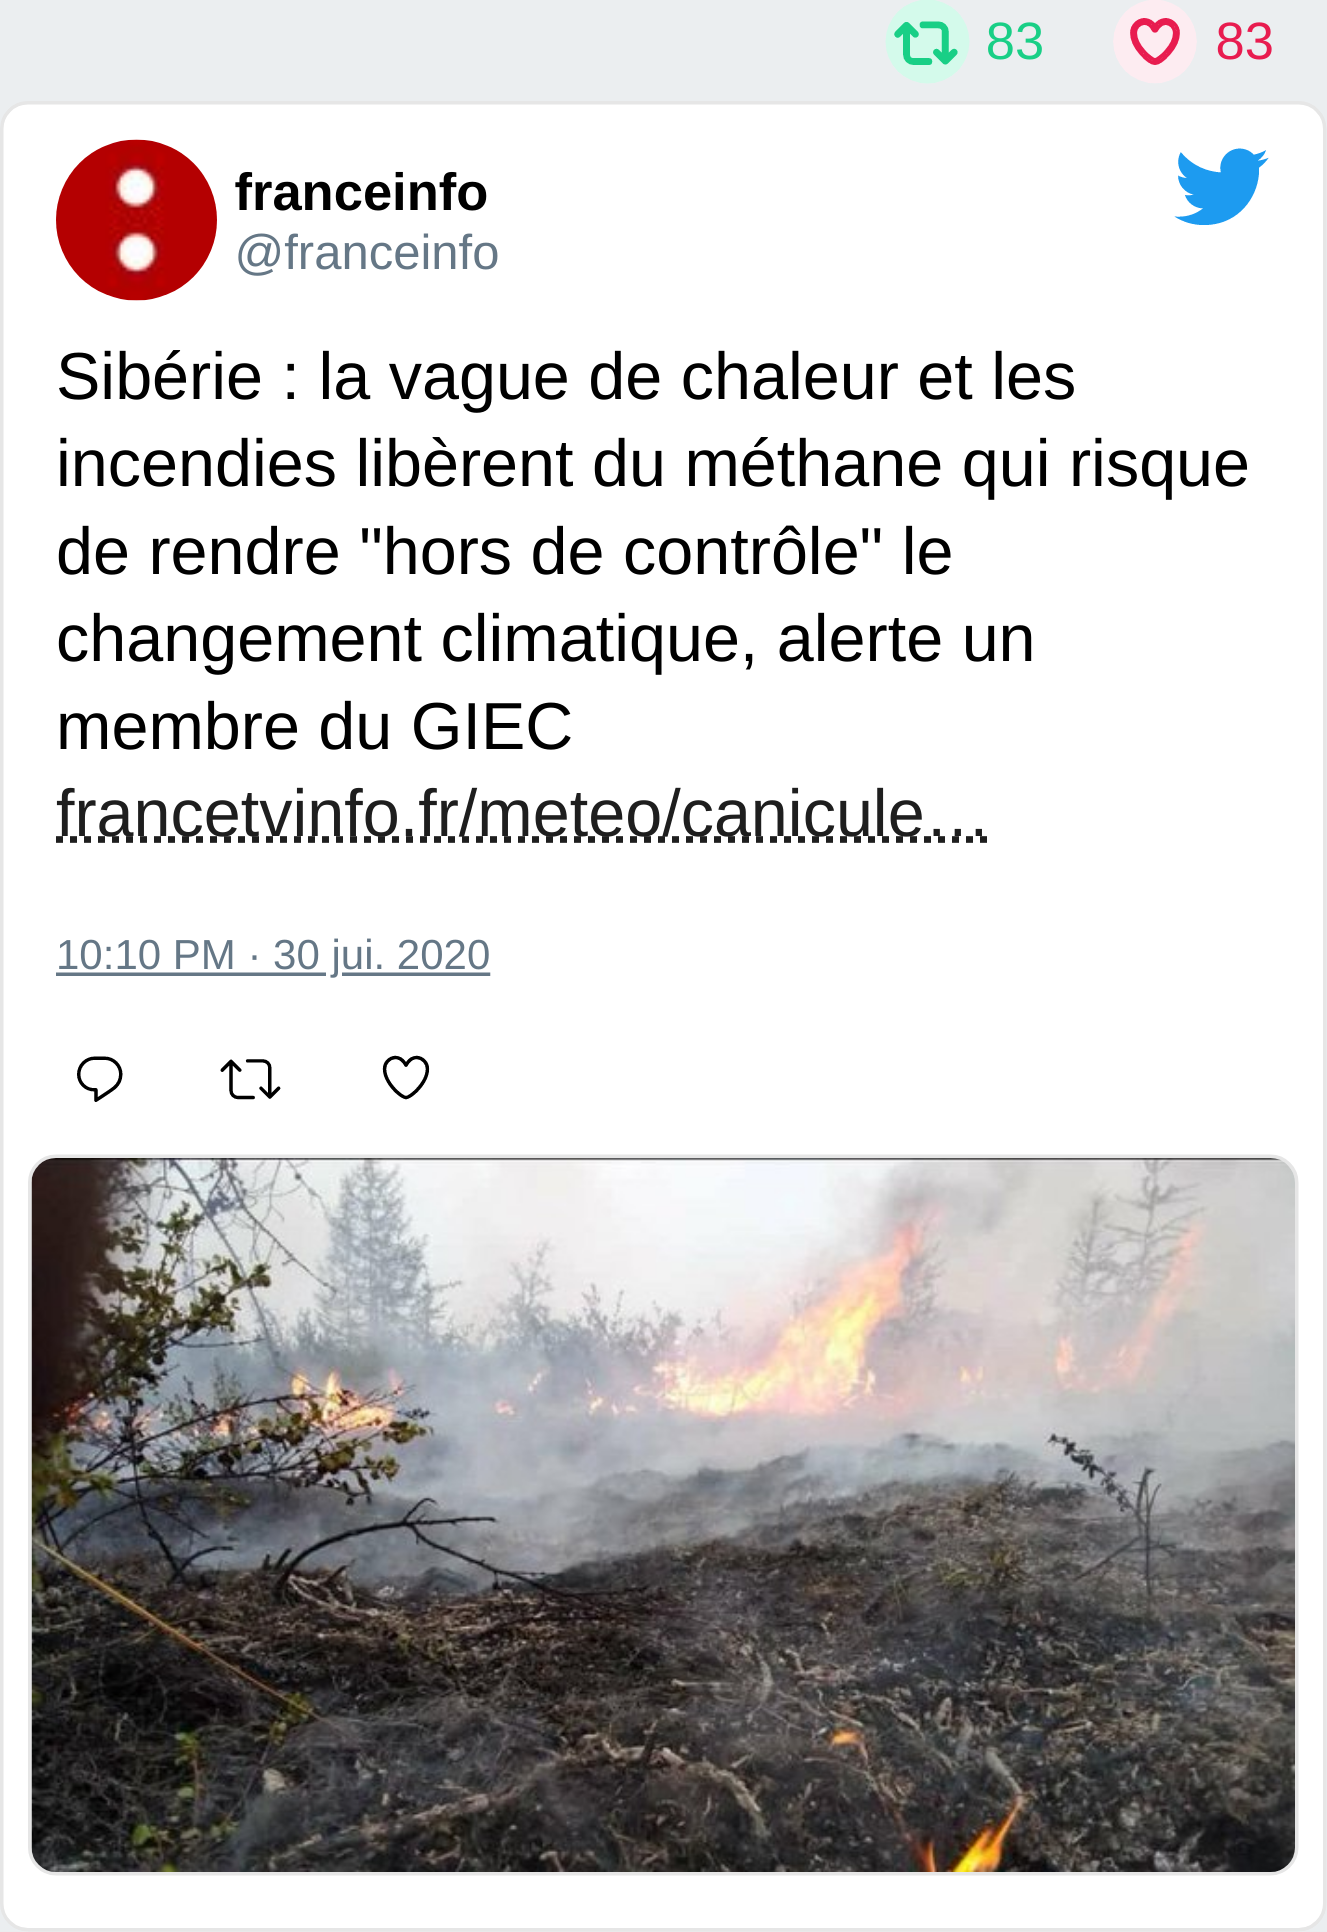 83 83
franceinfo
@franceinfo
Sibérie : la vague de chaleur et les
incendies libèrent du méthane qui risque
de rendre "hors de contrôle" le
changement climatique, alerte un
membre du GIEC
francetvinfo.fr/meteo/canicule…
10:10 PM · 30 jui. 2020